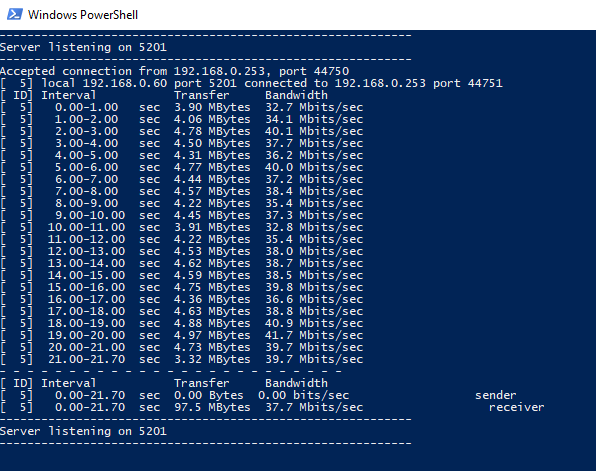 Windows PowerShell
-----------------------------------------------------------
Server listening on 5201
-----------------------------------------------------------
Accepted connection from 192.168.0.253, port 44750
[  5] local 192.168.0.60 port 5201 connected to 192.168.0.253 port 44751
[ ID] Interval           Transfer     Bandwidth
[  5]   0.00-1.00   sec  3.90 MBytes  32.7 Mbits/sec
[  5]   1.00-2.00   sec  4.06 MBytes  34.1 Mbits/sec
[  5]   2.00-3.00   sec  4.78 MBytes  40.1 Mbits/sec
[  5]   3.00-4.00   sec  4.50 MBytes  37.7 Mbits/sec
[  5]   4.00-5.00   sec  4.31 MBytes  36.2 Mbits/sec
[  5]   5.00-6.00   sec  4.77 MBytes  40.0 Mbits/sec
[  5]   6.00-7.00   sec  4.44 MBytes  37.2 Mbits/sec
[  5]   7.00-8.00   sec  4.57 MBytes  38.4 Mbits/sec
[  5]   8.00-9.00   sec  4.22 MBytes  35.4 Mbits/sec
[  5]   9.00-10.00  sec  4.45 MBytes  37.3 Mbits/sec
[  5]  10.00-11.00  sec  3.91 MBytes  32.8 Mbits/sec
[  5]  11.00-12.00  sec  4.22 MBytes  35.4 Mbits/sec
[  5]  12.00-13.00  sec  4.53 MBytes  38.0 Mbits/sec
[  5]  13.00-14.00  sec  4.62 MBytes  38.7 Mbits/sec
[  5]  14.00-15.00  sec  4.59 MBytes  38.5 Mbits/sec
[  5]  15.00-16.00  sec  4.75 MBytes  39.8 Mbits/sec
[  5]  16.00-17.00  sec  4.36 MBytes  36.6 Mbits/sec
[  5]  17.00-18.00  sec  4.63 MBytes  38.8 Mbits/sec
[  5]  18.00-19.00  sec  4.88 MBytes  40.9 Mbits/sec
[  5]  19.00-20.00  sec  4.97 MBytes  41.7 Mbits/sec
[  5]  20.00-21.00  sec  4.73 MBytes  39.7 Mbits/sec
[  5]  21.00-21.70  sec  3.32 MBytes  39.7 Mbits/sec
- - - - - - - - - - - - - - - - - - - - - - - - -
[ ID] Interval           Transfer     Bandwidth
[  5]   0.00-21.70  sec  0.00 Bytes  0.00 bits/sec                  sender
[  5]   0.00-21.70  sec  97.5 MBytes  37.7 Mbits/sec                  receiver
-----------------------------------------------------------
Server listening on 5201
-----------------------------------------------------------